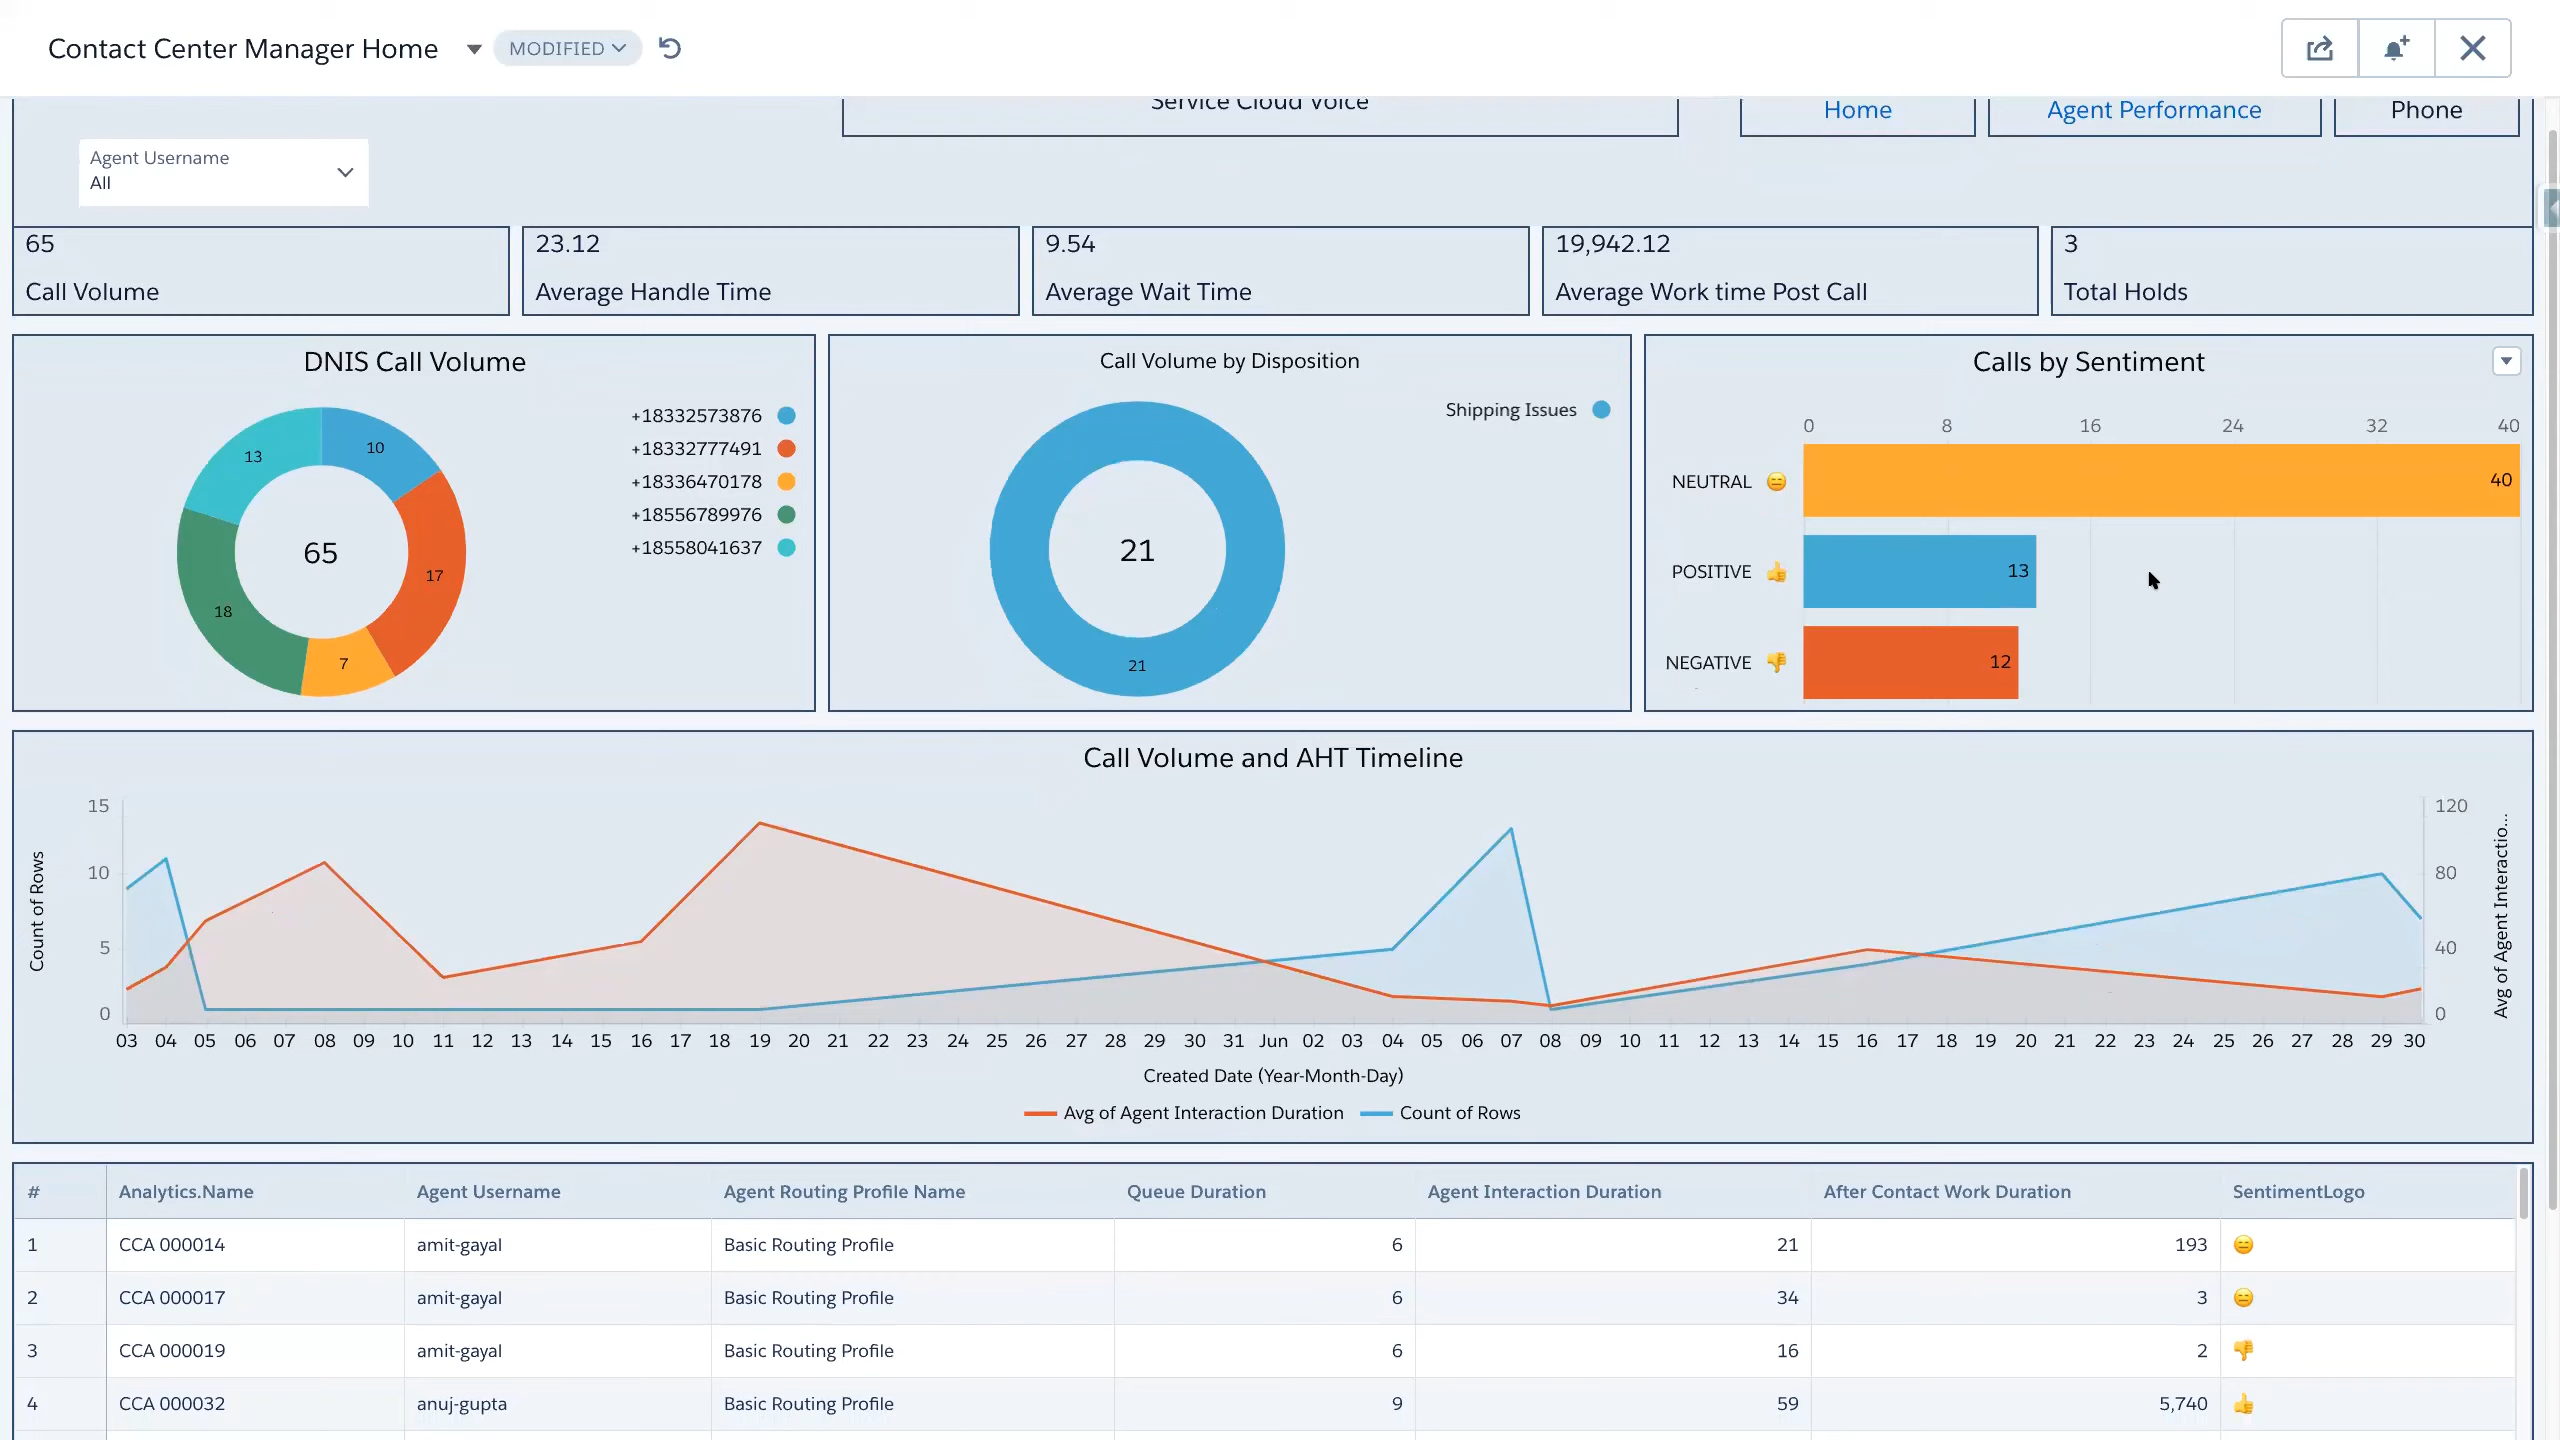 Contact Center Manager Home
MODIFIED
Service Cloud Voice
Home
Agent Performance
Phone
Agent Username
All
65
Call Volume
23.12
Average Handle Time
9.54
Average Wait Time
19,942.12
Average Work time Post Call
3
Total Holds
DNIS Call Volume
10
17
7
18
13
65
+18332573876
+18332777491
+18336470178
+18556789976
+18558041637
Call Volume by Disposition
Shipping Issues
21
21
Calls by Sentiment
0 8 16 24 32 40
NEUTRAL 40
POSITIVE 13
NEGATIVE 12
Call Volume and AHT Timeline
Count of Rows
15
10
5
0
120
80
40
0
Avg of Agent Interactio...
03 04 05 06 07 08 09 10 11 12 13 14 15 16 17 18 19 20 21 22 23 24 25 26 27 28 29 30 31 Jun 02 03 04 05 06 07 08 09 10 11 12 13 14 15 16 17 18 19 20 21 22 23 24 25 26 27 28 29 30
Created Date (Year-Month-Day)
Avg of Agent Interaction Duration Count of Rows
# Analytics.Name Agent Username Agent Routing Profile Name Queue Duration Agent Interaction Duration After Contact Work Duration SentimentLogo
1 CCA 000014 amit-gayal Basic Routing Profile 6 21 193
2 CCA 000017 amit-gayal Basic Routing Profile 6 34 3
3 CCA 000019 amit-gayal Basic Routing Profile 6 16 2
4 CCA 000032 anuj-gupta Basic Routing Profile 9 59 5,740